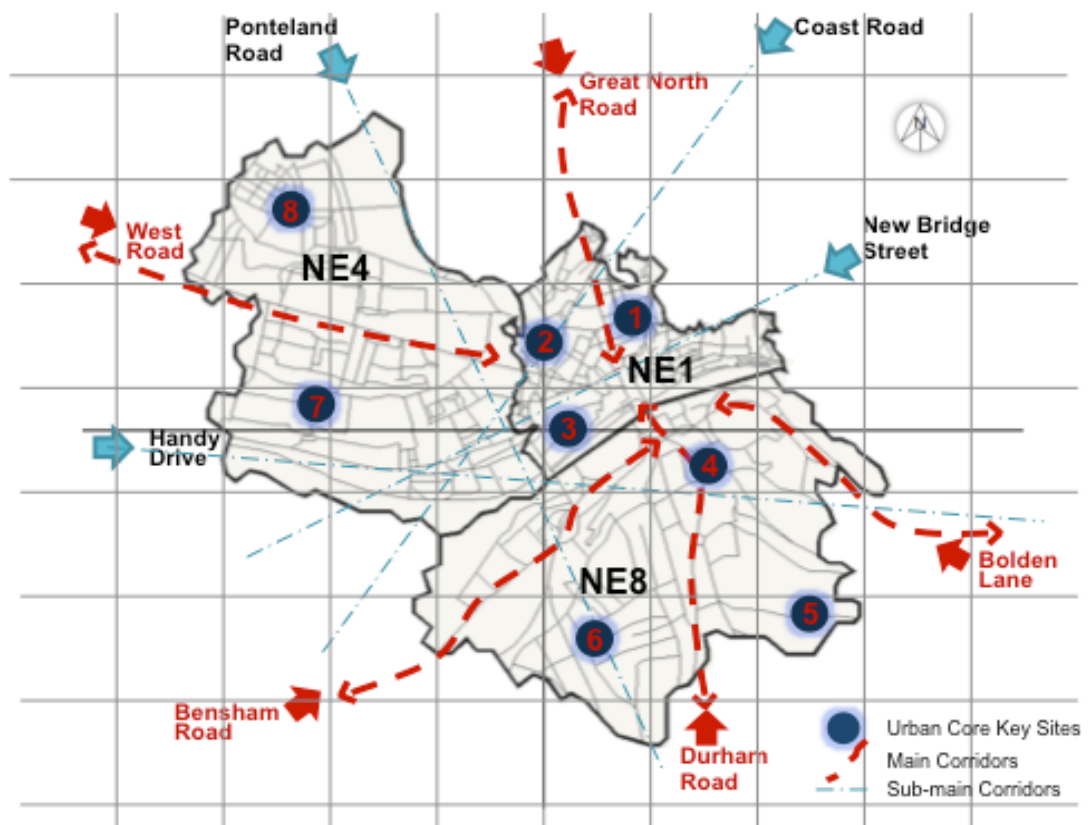 Ponteland
Road
Coast Road
Great North
Road
N
8
West
Road
NE4
New Bridge
Street
1
2
NE1
7
3
Handy
Drive
4
Bolden
Lane
NE8
5
6
Bensham
Road
Durham
Road
Urban Core Key Sites
Main Corridors
Sub-main Corridors